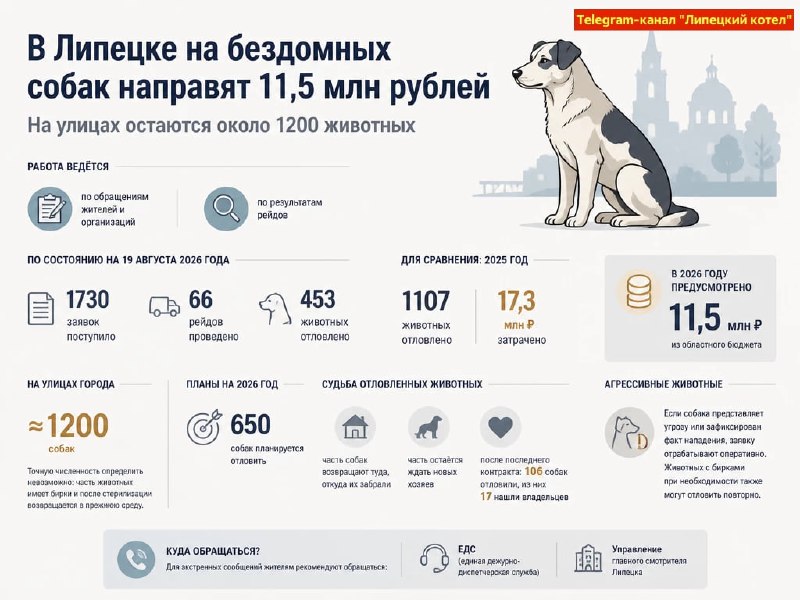 Telegram-канал "Липецкий котел"
В Липецке на бездомных
собак направят 11,5 млн рублей
На улицах остаются около 1200 животных
РАБОТА ВЕДЁТСЯ
по обращениям
жителей и
организаций
по результатам
рейдов
ПО СОСТОЯНИЮ НА 19 АВГУСТА 2026 ГОДА
1730
заявок
поступило
66
рейдов
проведено
453
животных
отловлено
ДЛЯ СРАВНЕНИЯ: 2025 ГОД
1107
животных
отловлено
17,3
млн ₽
затрачено
В 2026 ГОДУ
ПРЕДУСМОТРЕНО
11,5 млн ₽
из областного бюджета
НА УЛИЦАХ ГОРОДА
≈1200
собак
Точную численность определить
невозможно: часть животных
имеет бирки и после стерилизации
возвращается в прежнюю среду.
ПЛАНЫ НА 2026 ГОД
650
собак планируется
отловить
СУДЬБА ОТЛОВЛЕННЫХ ЖИВОТНЫХ
часть собак
возвращают туда,
откуда их забрали
часть остаётся
ждать новых
хозяев
после последнего
контракта: 106 собак
отловили, из них
17 нашли владельцев
АГРЕССИВНЫЕ ЖИВОТНЫЕ
Если собака представляет
угрозу или зафиксирован
факт нападения, заявку
отрабатывают оперативно.
Животных с бирками
при необходимости также
могут отловить повторно.
КУДА ОБРАЩАТЬСЯ?
Для экстренных сообщений жителям рекомендуют обращаться:
ЕДС
(единая дежурно-
диспетчерская служба)
Управление
главного смотрителя
Липецка